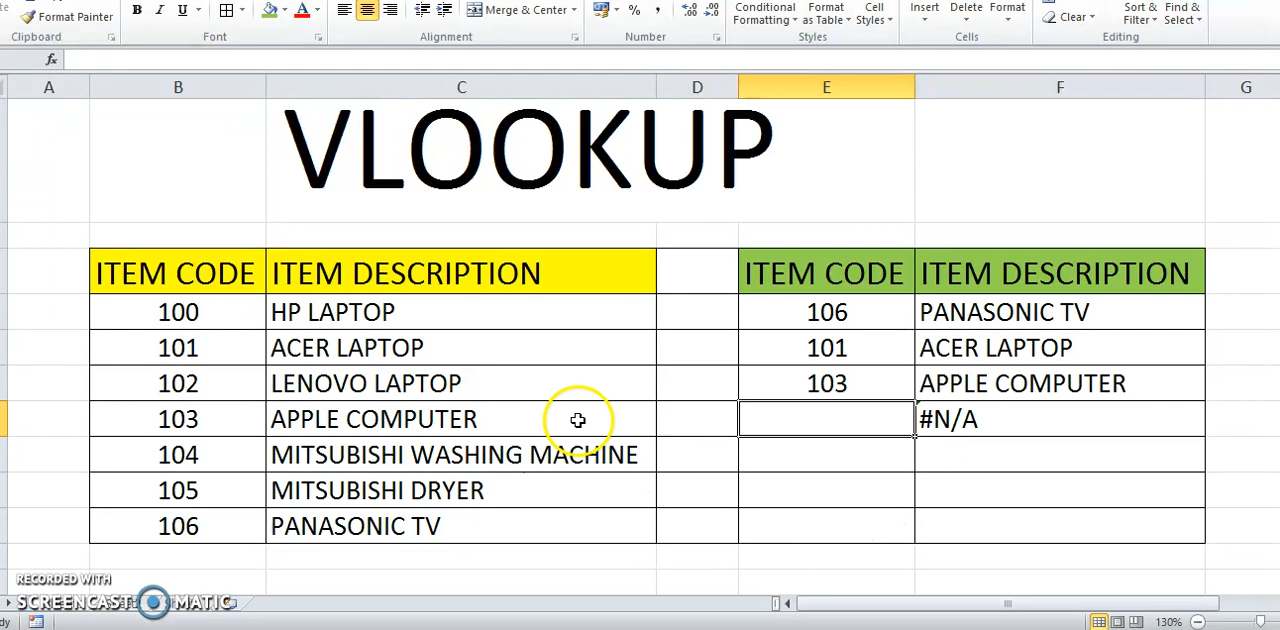 Format Painter
B I U A
Merge & Center
% ,
Conditional Formatting
Format as Table
Cell Styles
Insert Delete Format
Clear
Sort & Filter
Find & Select
Clipboard Font Alignment Number Styles Cells Editing
fx
A B C D E F G
VLOOKUP
ITEM CODE ITEM DESCRIPTION ITEM CODE ITEM DESCRIPTION
100 HP LAPTOP 106 PANASONIC TV
101 ACER LAPTOP 101 ACER LAPTOP
102 LENOVO LAPTOP 103 APPLE COMPUTER
103 APPLE COMPUTER #N/A
104 MITSUBISHI WASHING MACHINE
105 MITSUBISHI DRYER
106 PANASONIC TV
RECORDED WITH
SCREENCAST MATIC
130%